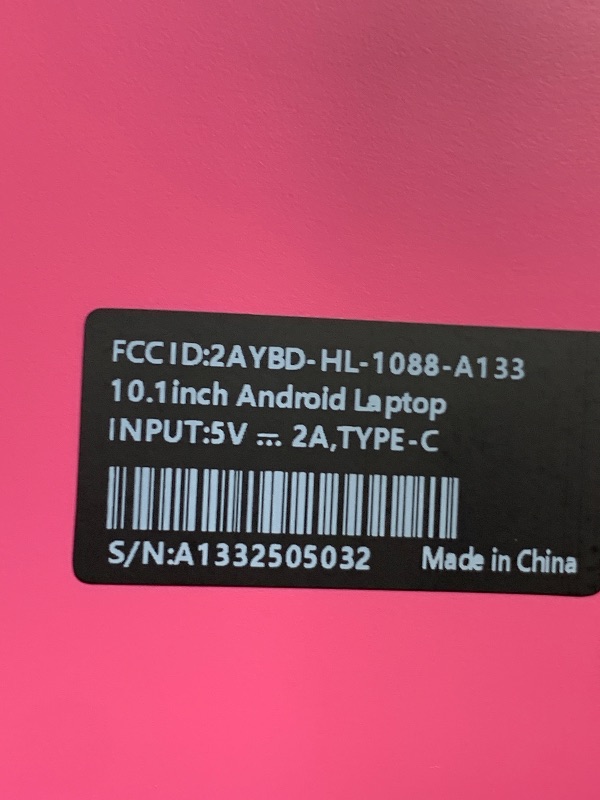 FCC ID:2AYBD-HL-1088-A133
10.1inch Android Laptop
INPUT:5V ⎓ 2A,TYPE-C
S/N:A1332505032 Made in China